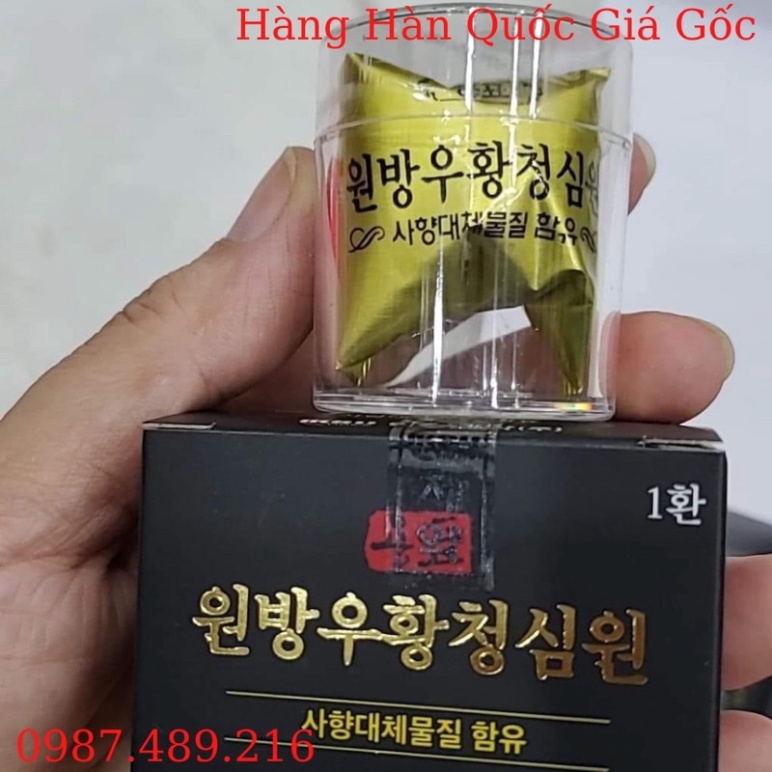 Hàng Hàn Quốc Giá Gốc
원방우황청심원
사향대체물질 함유
1환
원방우황청심원
사향대체물질 함유
0987.489.216